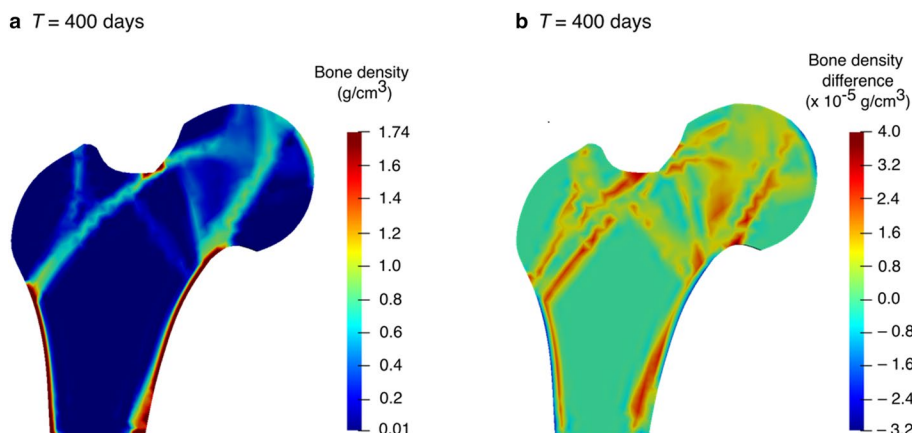 a T = 400 days
Bone density
(g/cm³)
1.74
1.6
1.4
1.2
1.0
0.8
0.6
0.4
0.2
0.01
b T = 400 days
Bone density
difference
(x 10⁻⁵ g/cm³)
4.0
3.2
2.4
1.6
0.8
0.0
−0.8
−1.6
−2.4
−3.2